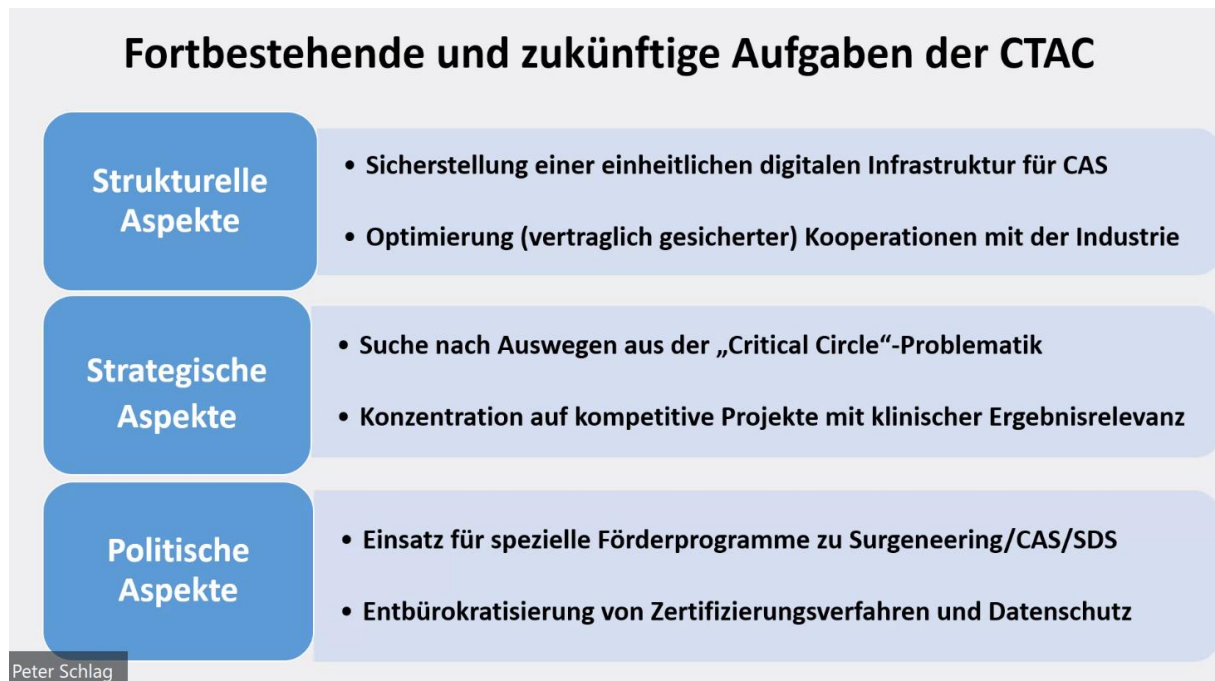 Fortbestehende und zukünftige Aufgaben der CTAC
Strukturelle
Aspekte
• Sicherstellung einer einheitlichen digitalen Infrastruktur für CAS
• Optimierung (vertraglich gesicherter) Kooperationen mit der Industrie
Strategische
Aspekte
• Suche nach Auswegen aus der „Critical Circle“-Problematik
• Konzentration auf kompetitive Projekte mit klinischer Ergebnisrelevanz
Politische
Aspekte
• Einsatz für spezielle Förderprogramme zu Surgeneering/CAS/SDS
• Entbürokratisierung von Zertifizierungsverfahren und Datenschutz
Peter Schlag